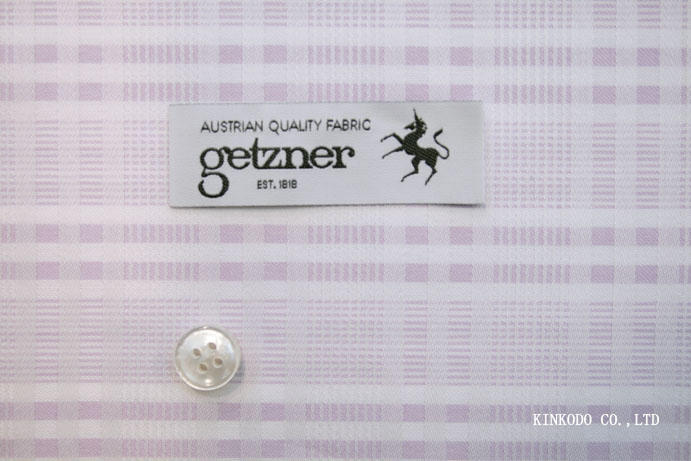 AUSTRIAN QUALITY FABRIC
getzner
EST. 1818
KINKODO CO.,LTD